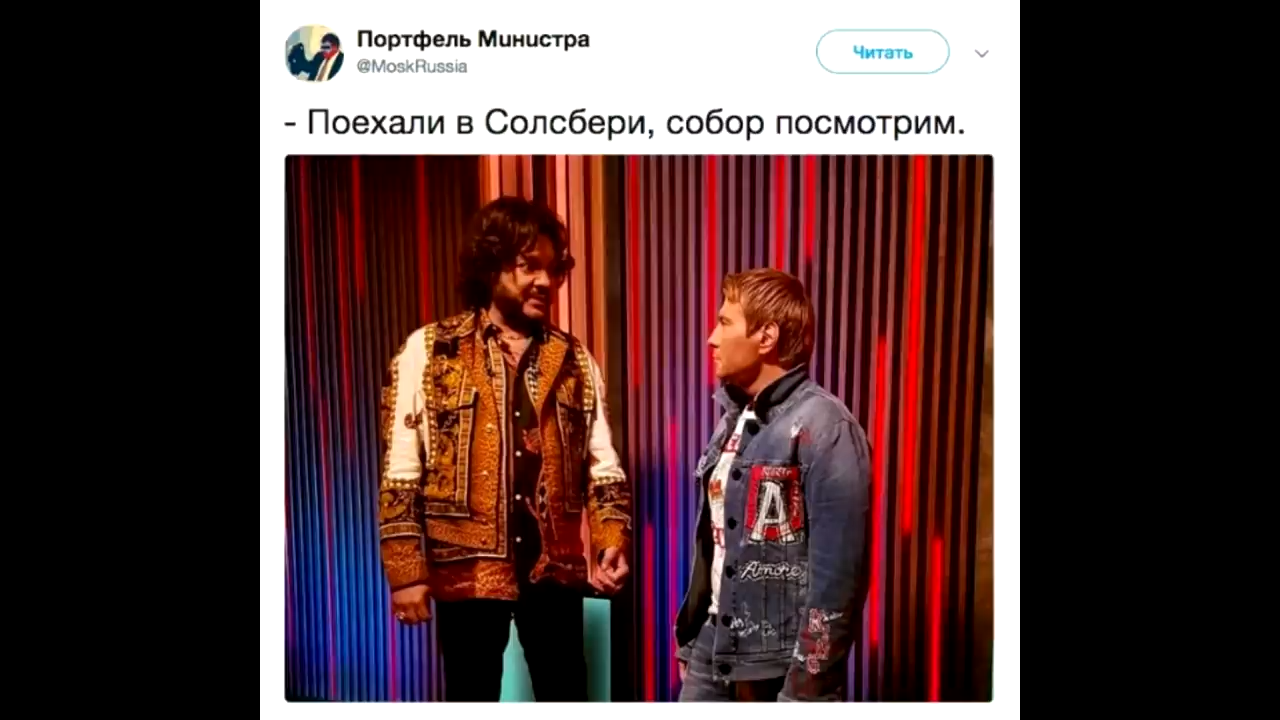 Портфель Министра
@MoskRussia
Читать
- Поехали в Солсбери, собор посмотрим.
A
Amore